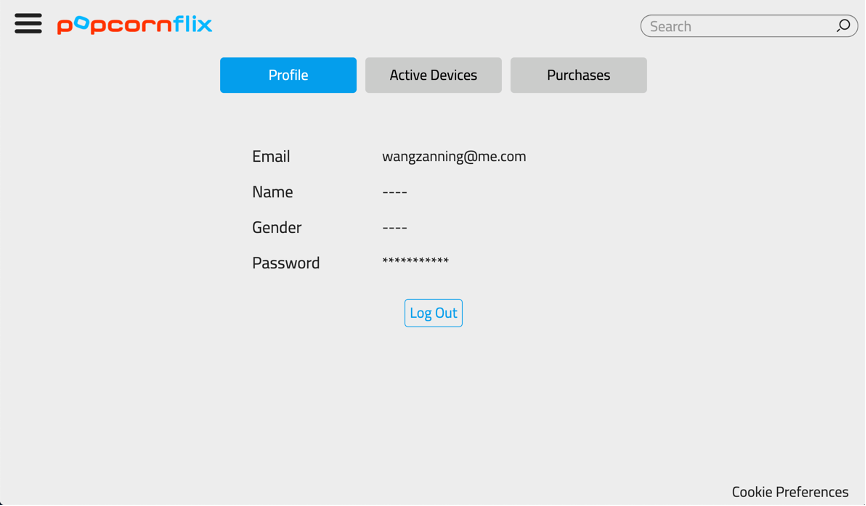 popcornflix
Search
Profile
Active Devices
Purchases
Email
wangzanning@me.com
Name
----
Gender
----
Password
***********
Log Out
Cookie Preferences